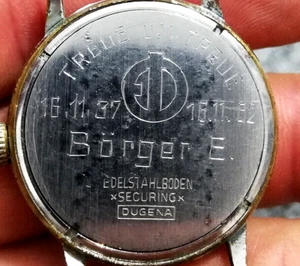 TREUE UM TREUE
16.11.37 16.11.62
Börger E.
EDELSTAHLBODEN
*SECURING*
DUGENA